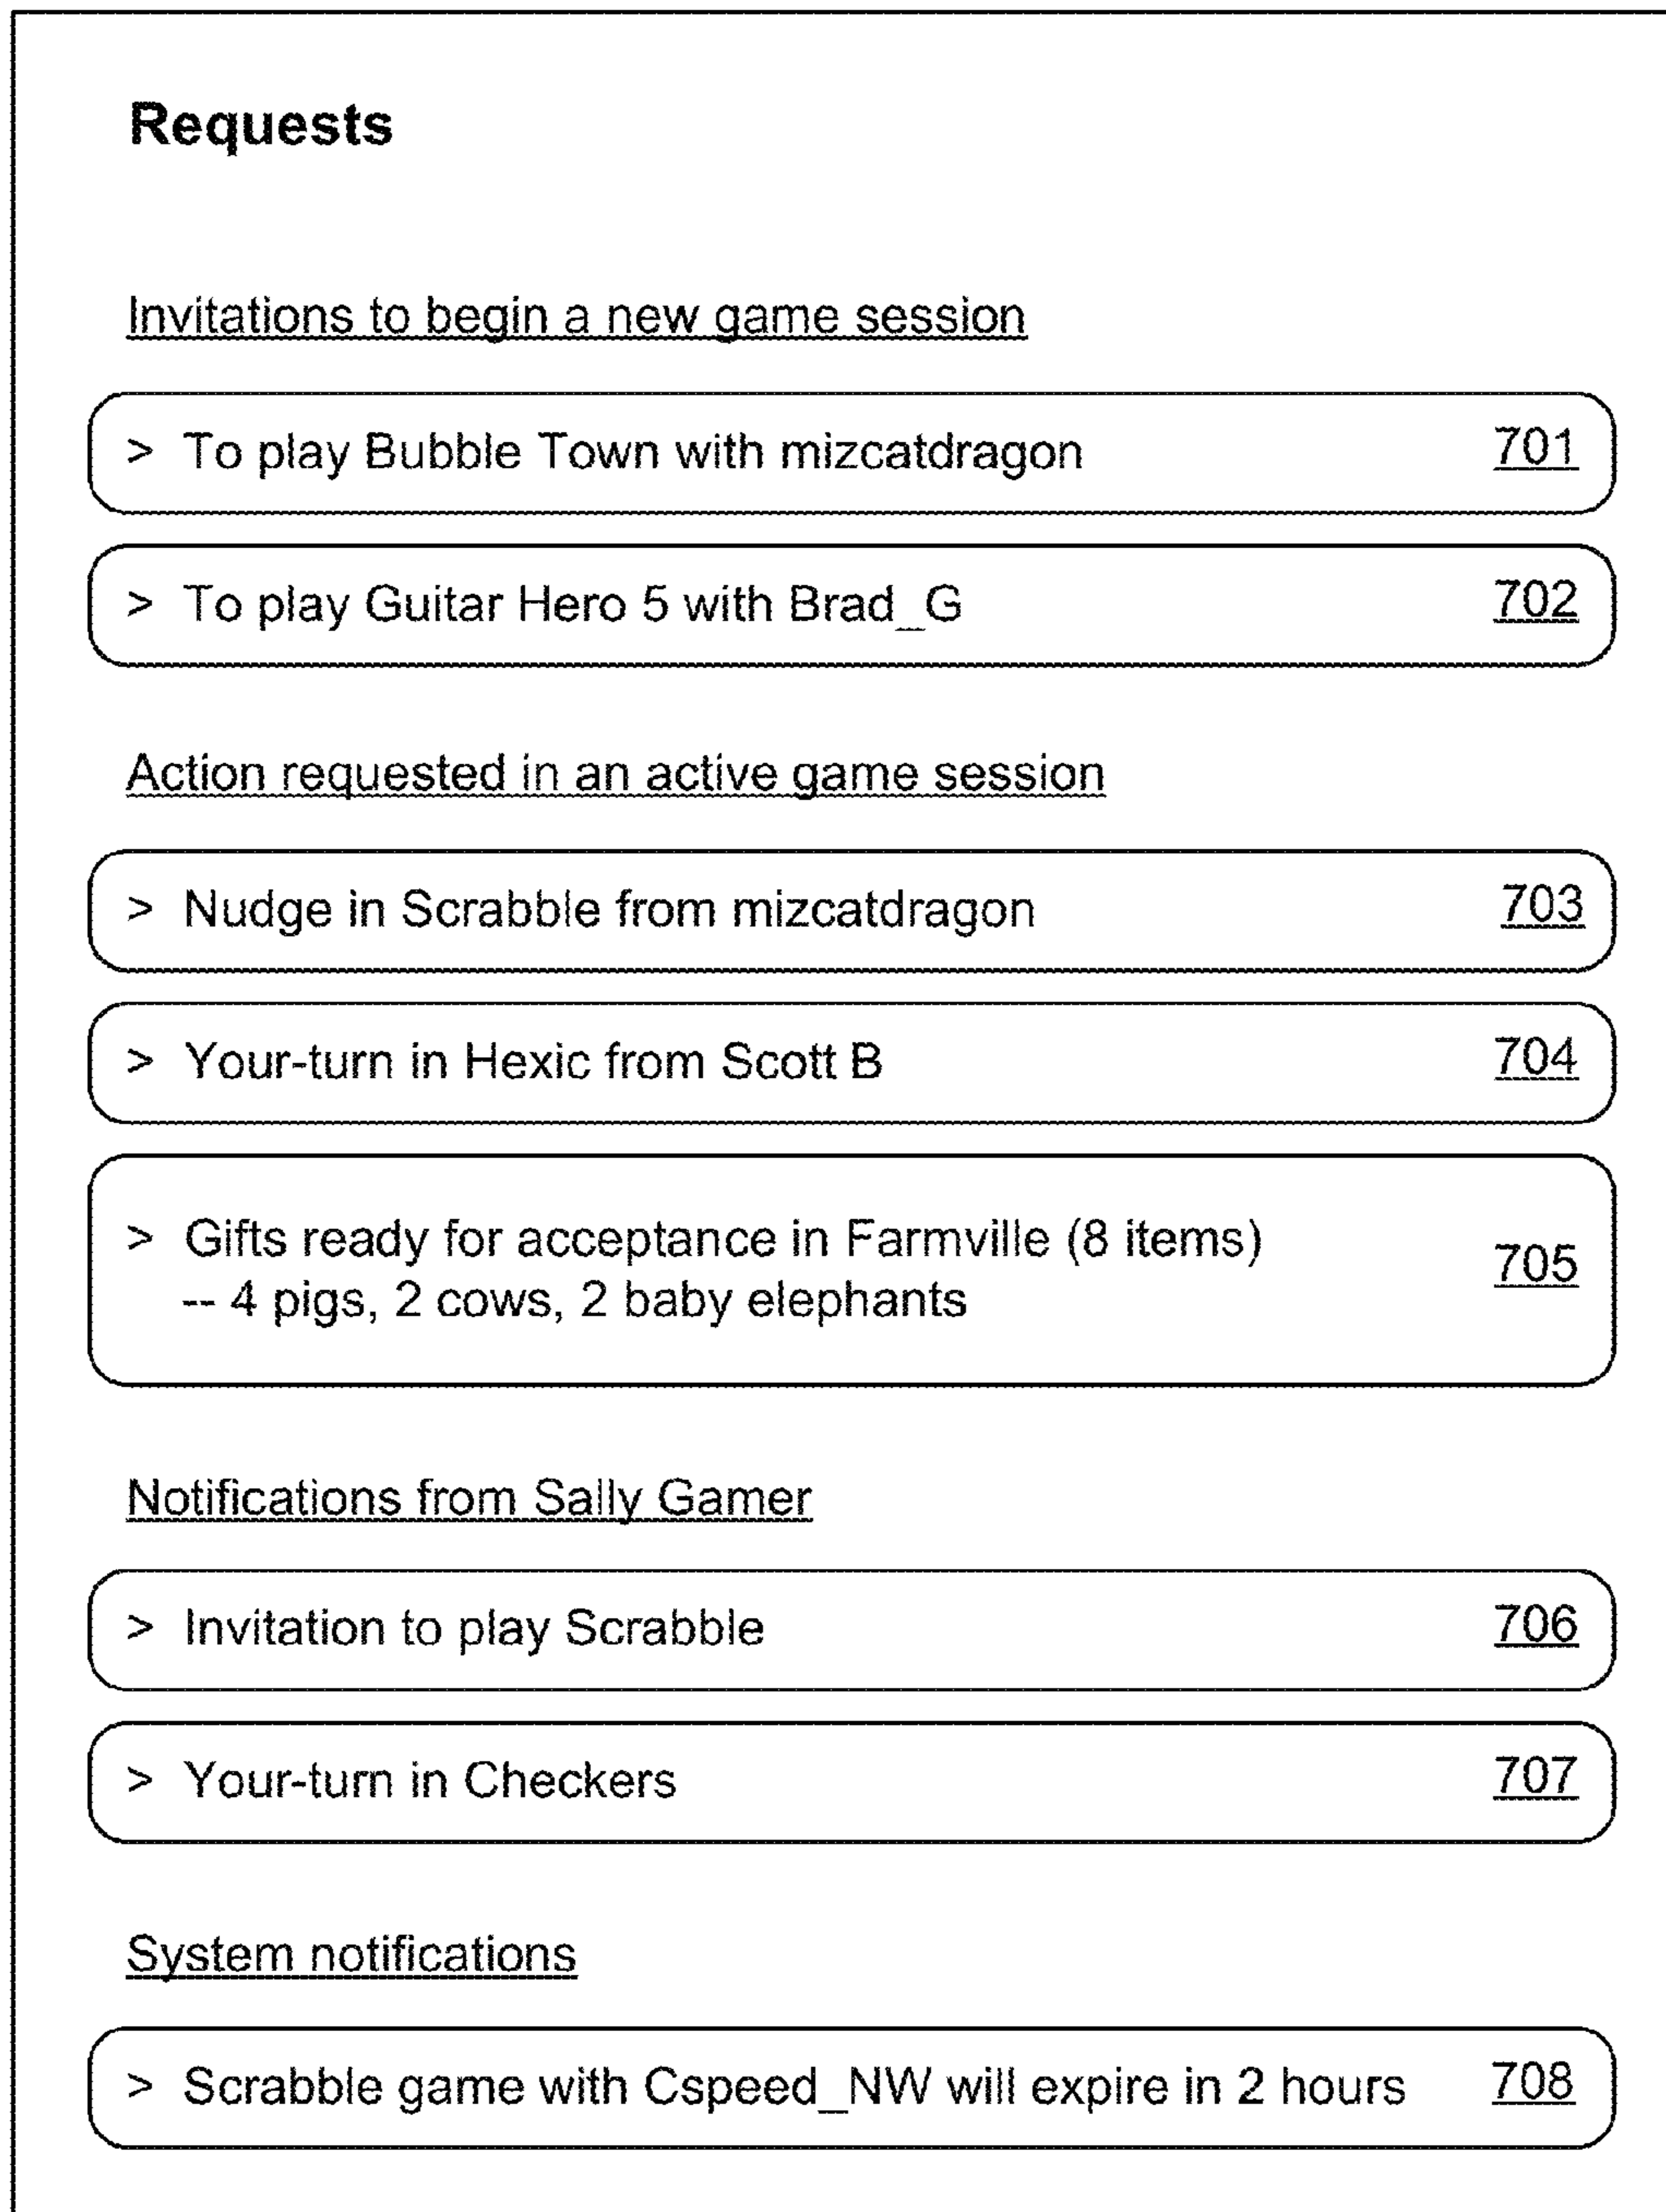 Requests
Invitations to begin a new game session
> To play Bubble Town with mizcatdragon 701
> To play Guitar Hero 5 with Brad_G 702
Action requested in an active game session
> Nudge in Scrabble from mizcatdragon 703
> Your-turn in Hexic from Scott B 704
> Gifts ready for acceptance in Farmville (8 items) 705
-- 4 pigs, 2 cows, 2 baby elephants
Notifications from Sally Gamer
> Invitation to play Scrabble 706
> Your-turn in Checkers 707
System notifications
> Scrabble game with Cspeed_NW will expire in 2 hours 708